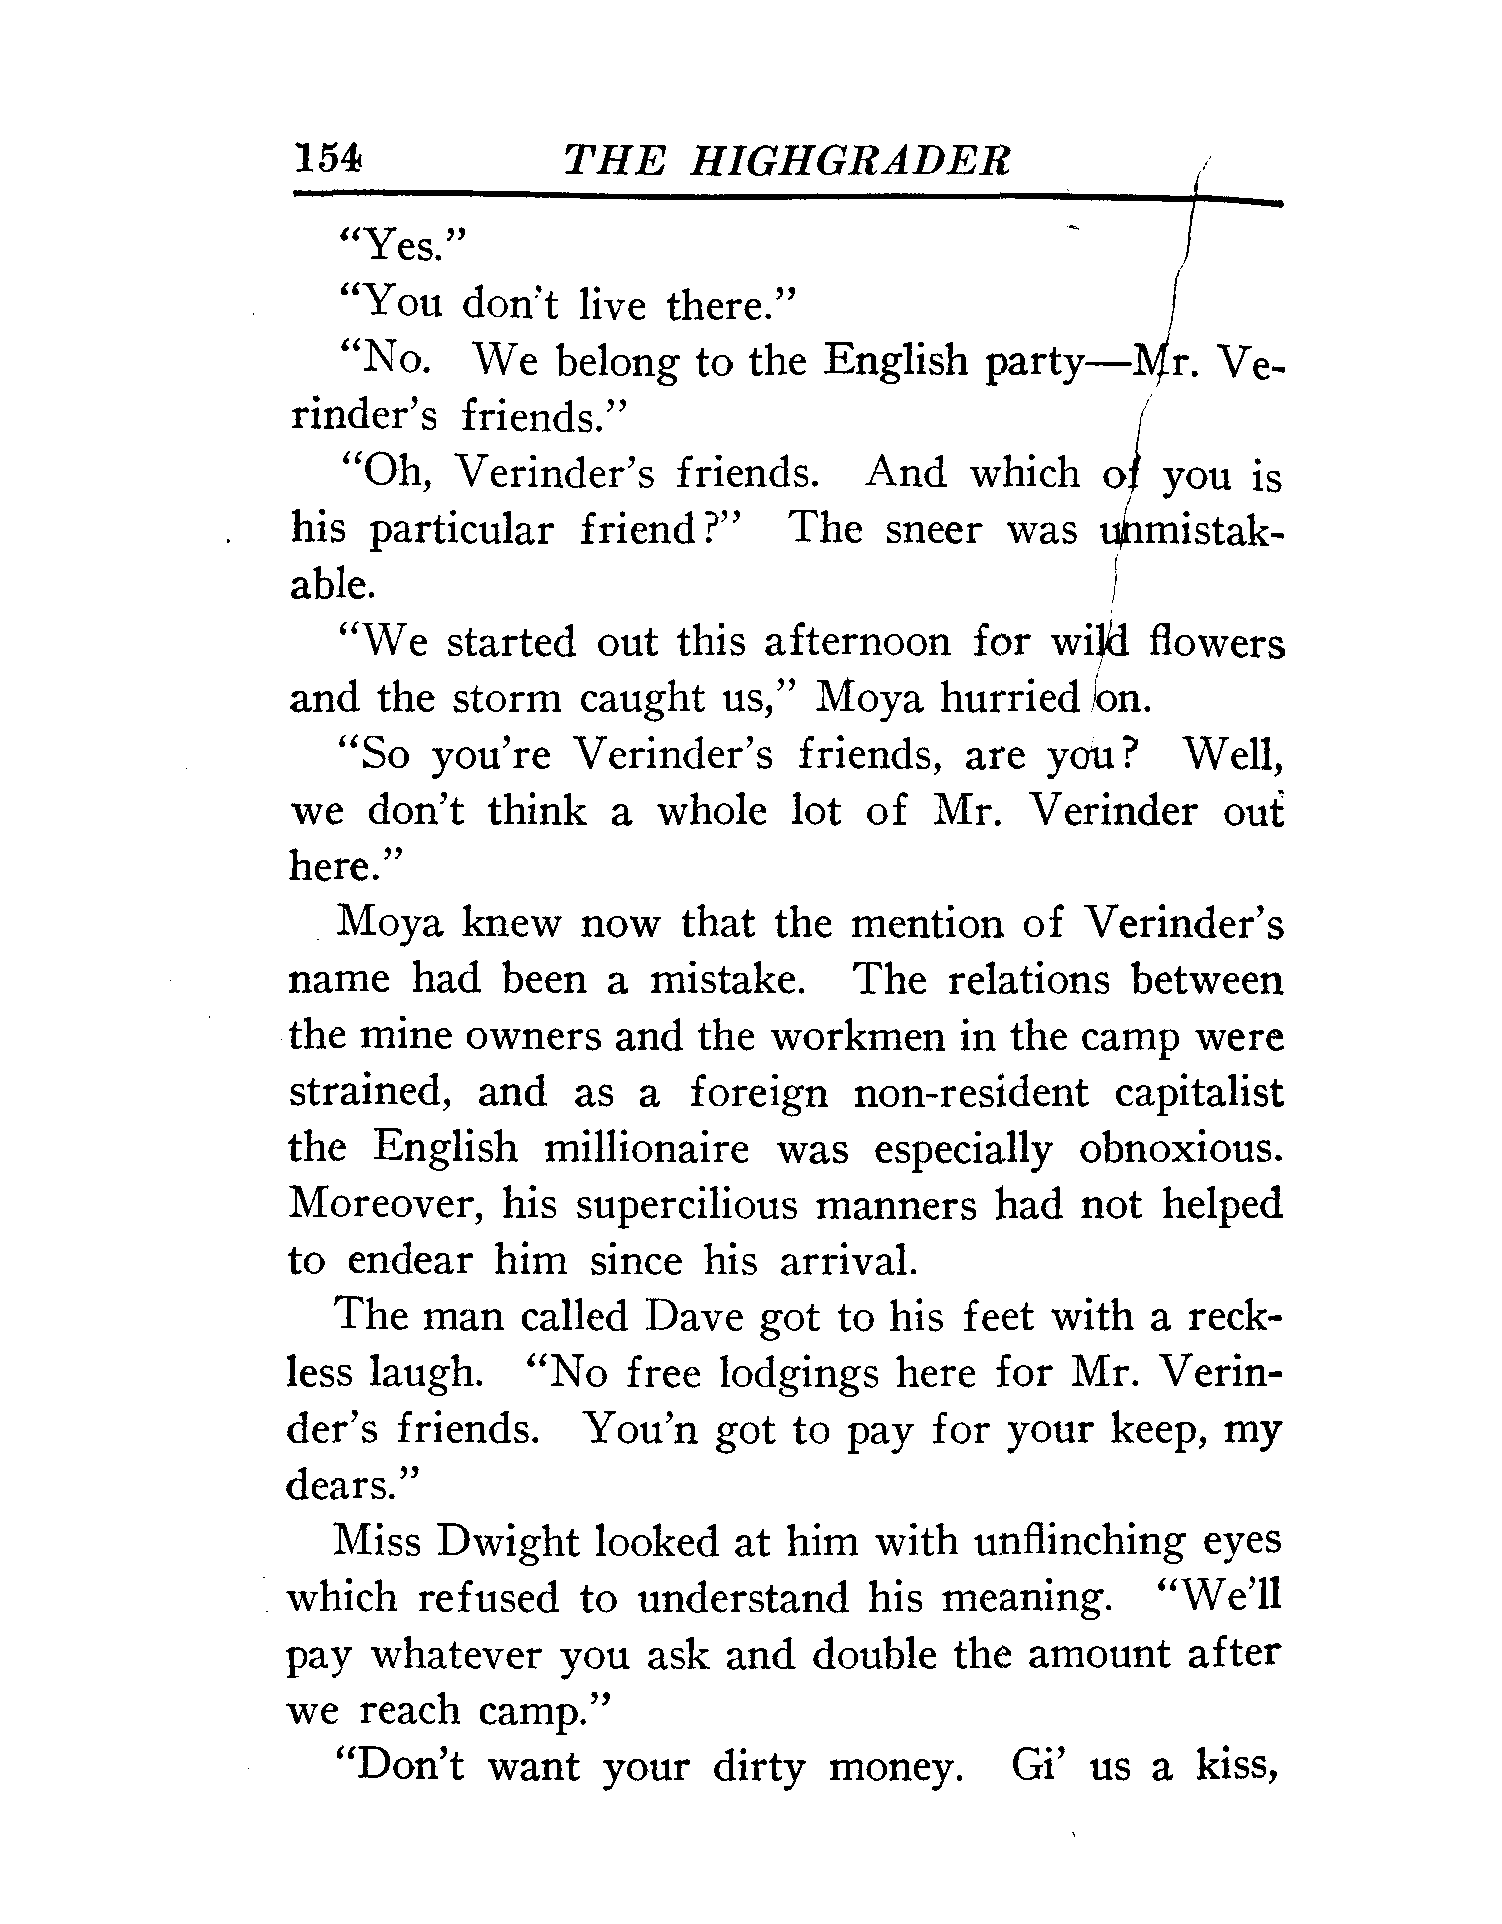 154 THE HIGHGRADER
“Yes.”
“You don't live there.”
“No. We belong to the English party—Mr. Ve-
rinder's friends.”
“Oh, Verinder's friends. And which of you is
his particular friend?” The sneer was unmistak-
able.
“We started out this afternoon for wild flowers
and the storm caught us,” Moya hurried on.
“So you're Verinder's friends, are you? Well,
we don't think a whole lot of Mr. Verinder out
here.”
Moya knew now that the mention of Verinder's
name had been a mistake. The relations between
the mine owners and the workmen in the camp were
strained, and as a foreign non-resident capitalist
the English millionaire was especially obnoxious.
Moreover, his supercilious manners had not helped
to endear him since his arrival.
The man called Dave got to his feet with a reck-
less laugh. “No free lodgings here for Mr. Verin-
der's friends. You'n got to pay for your keep, my
dears.”
Miss Dwight looked at him with unflinching eyes
which refused to understand his meaning. “We'll
pay whatever you ask and double the amount after
we reach camp.”
“Don't want your dirty money. Gi' us a kiss,